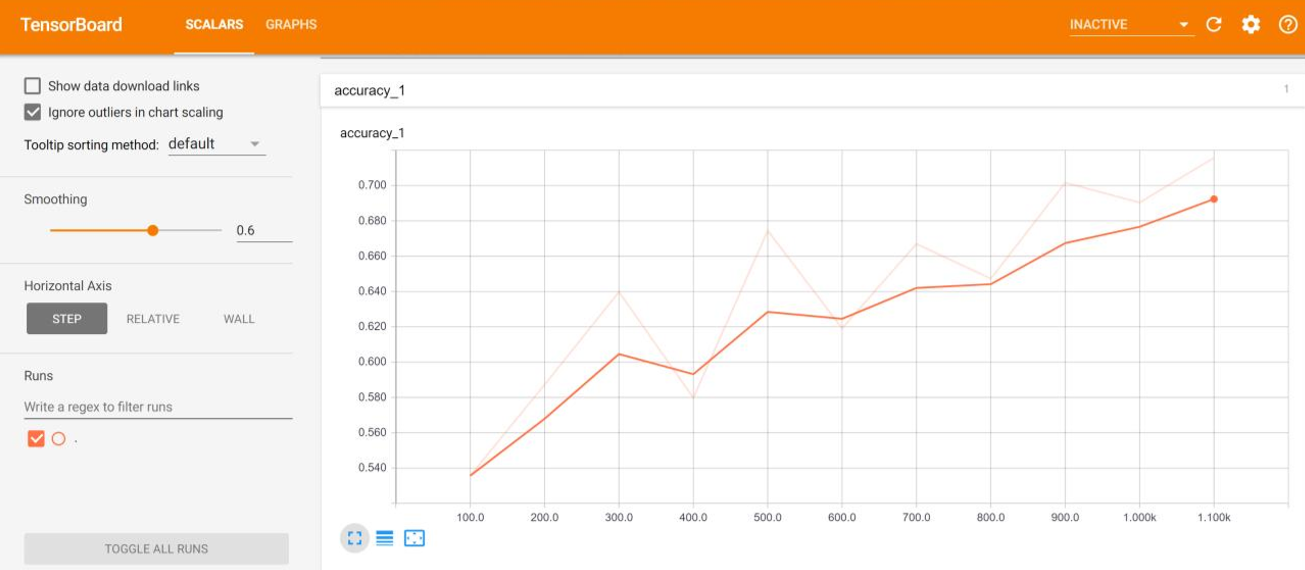 TensorBoard SCALARS GRAPHS INACTIVE
Show data download links
Ignore outliers in chart scaling
Tooltip sorting method: default
Smoothing
0.6
Horizontal Axis
STEP RELATIVE WALL
Runs
Write a regex to filter runs
.
TOGGLE ALL RUNS
accuracy_1 1
accuracy_1
0.700
0.680
0.660
0.640
0.620
0.600
0.580
0.560
0.540
100.0 200.0 300.0 400.0 500.0 600.0 700.0 800.0 900.0 1.000k 1.100k